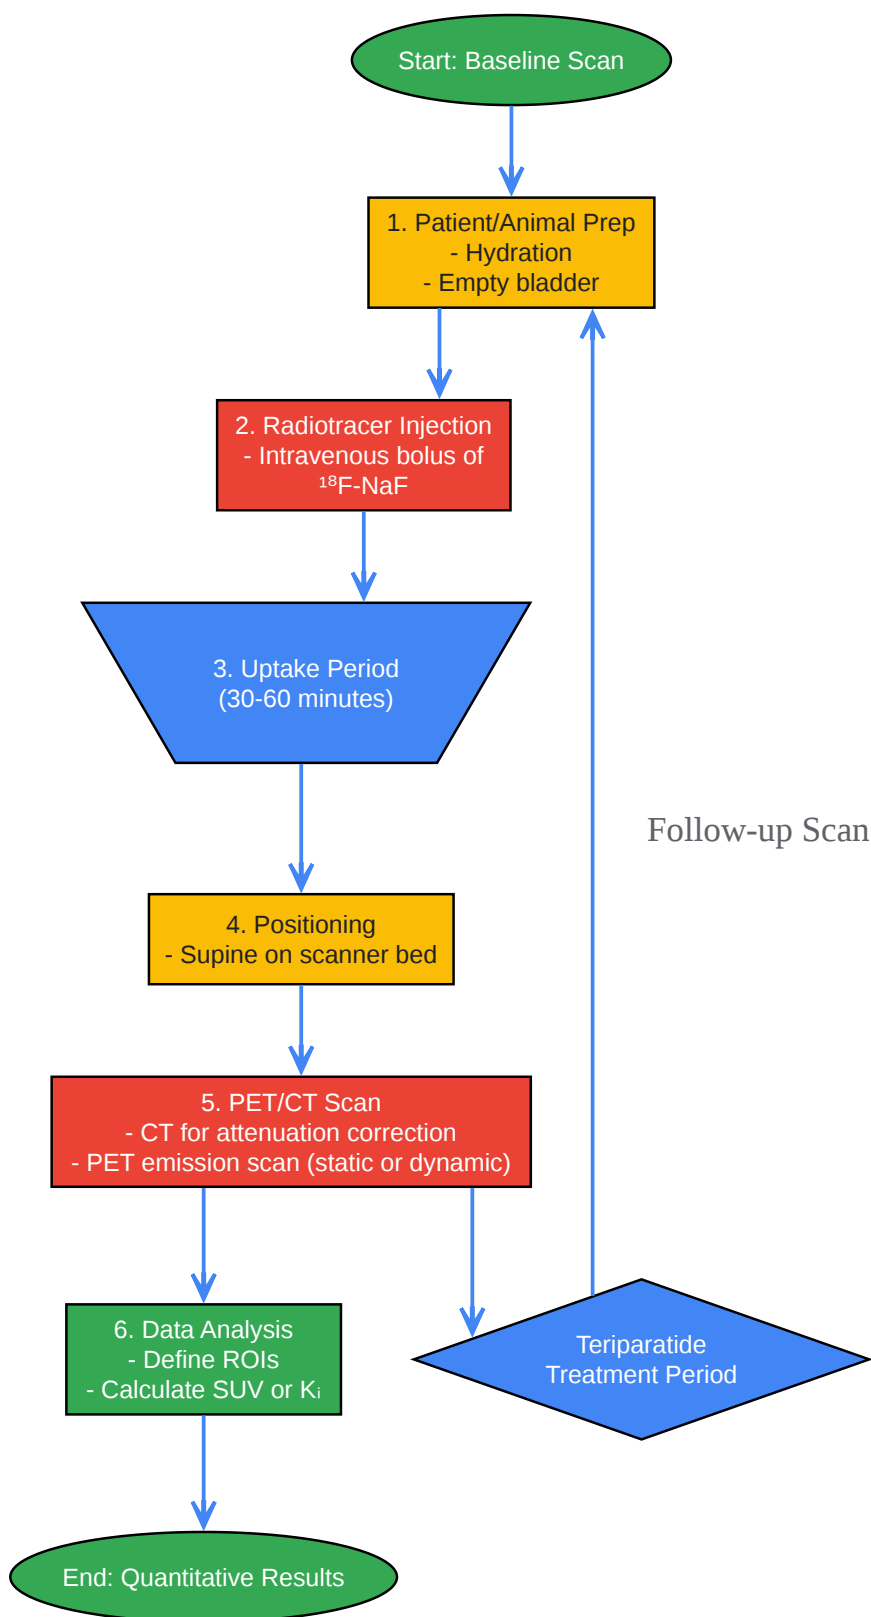 Start: Baseline Scan
1. Patient/Animal Prep
- Hydration
- Empty bladder
2. Radiotracer Injection
- Intravenous bolus of
¹⁸F-NaF
3. Uptake Period
(30-60 minutes)
Follow-up Scan
4. Positioning
- Supine on scanner bed
5. PET/CT Scan
- CT for attenuation correction
- PET emission scan (static or dynamic)
6. Data Analysis
- Define ROIs
- Calculate SUV or Kᵢ
Teriparatide
Treatment Period
End: Quantitative Results